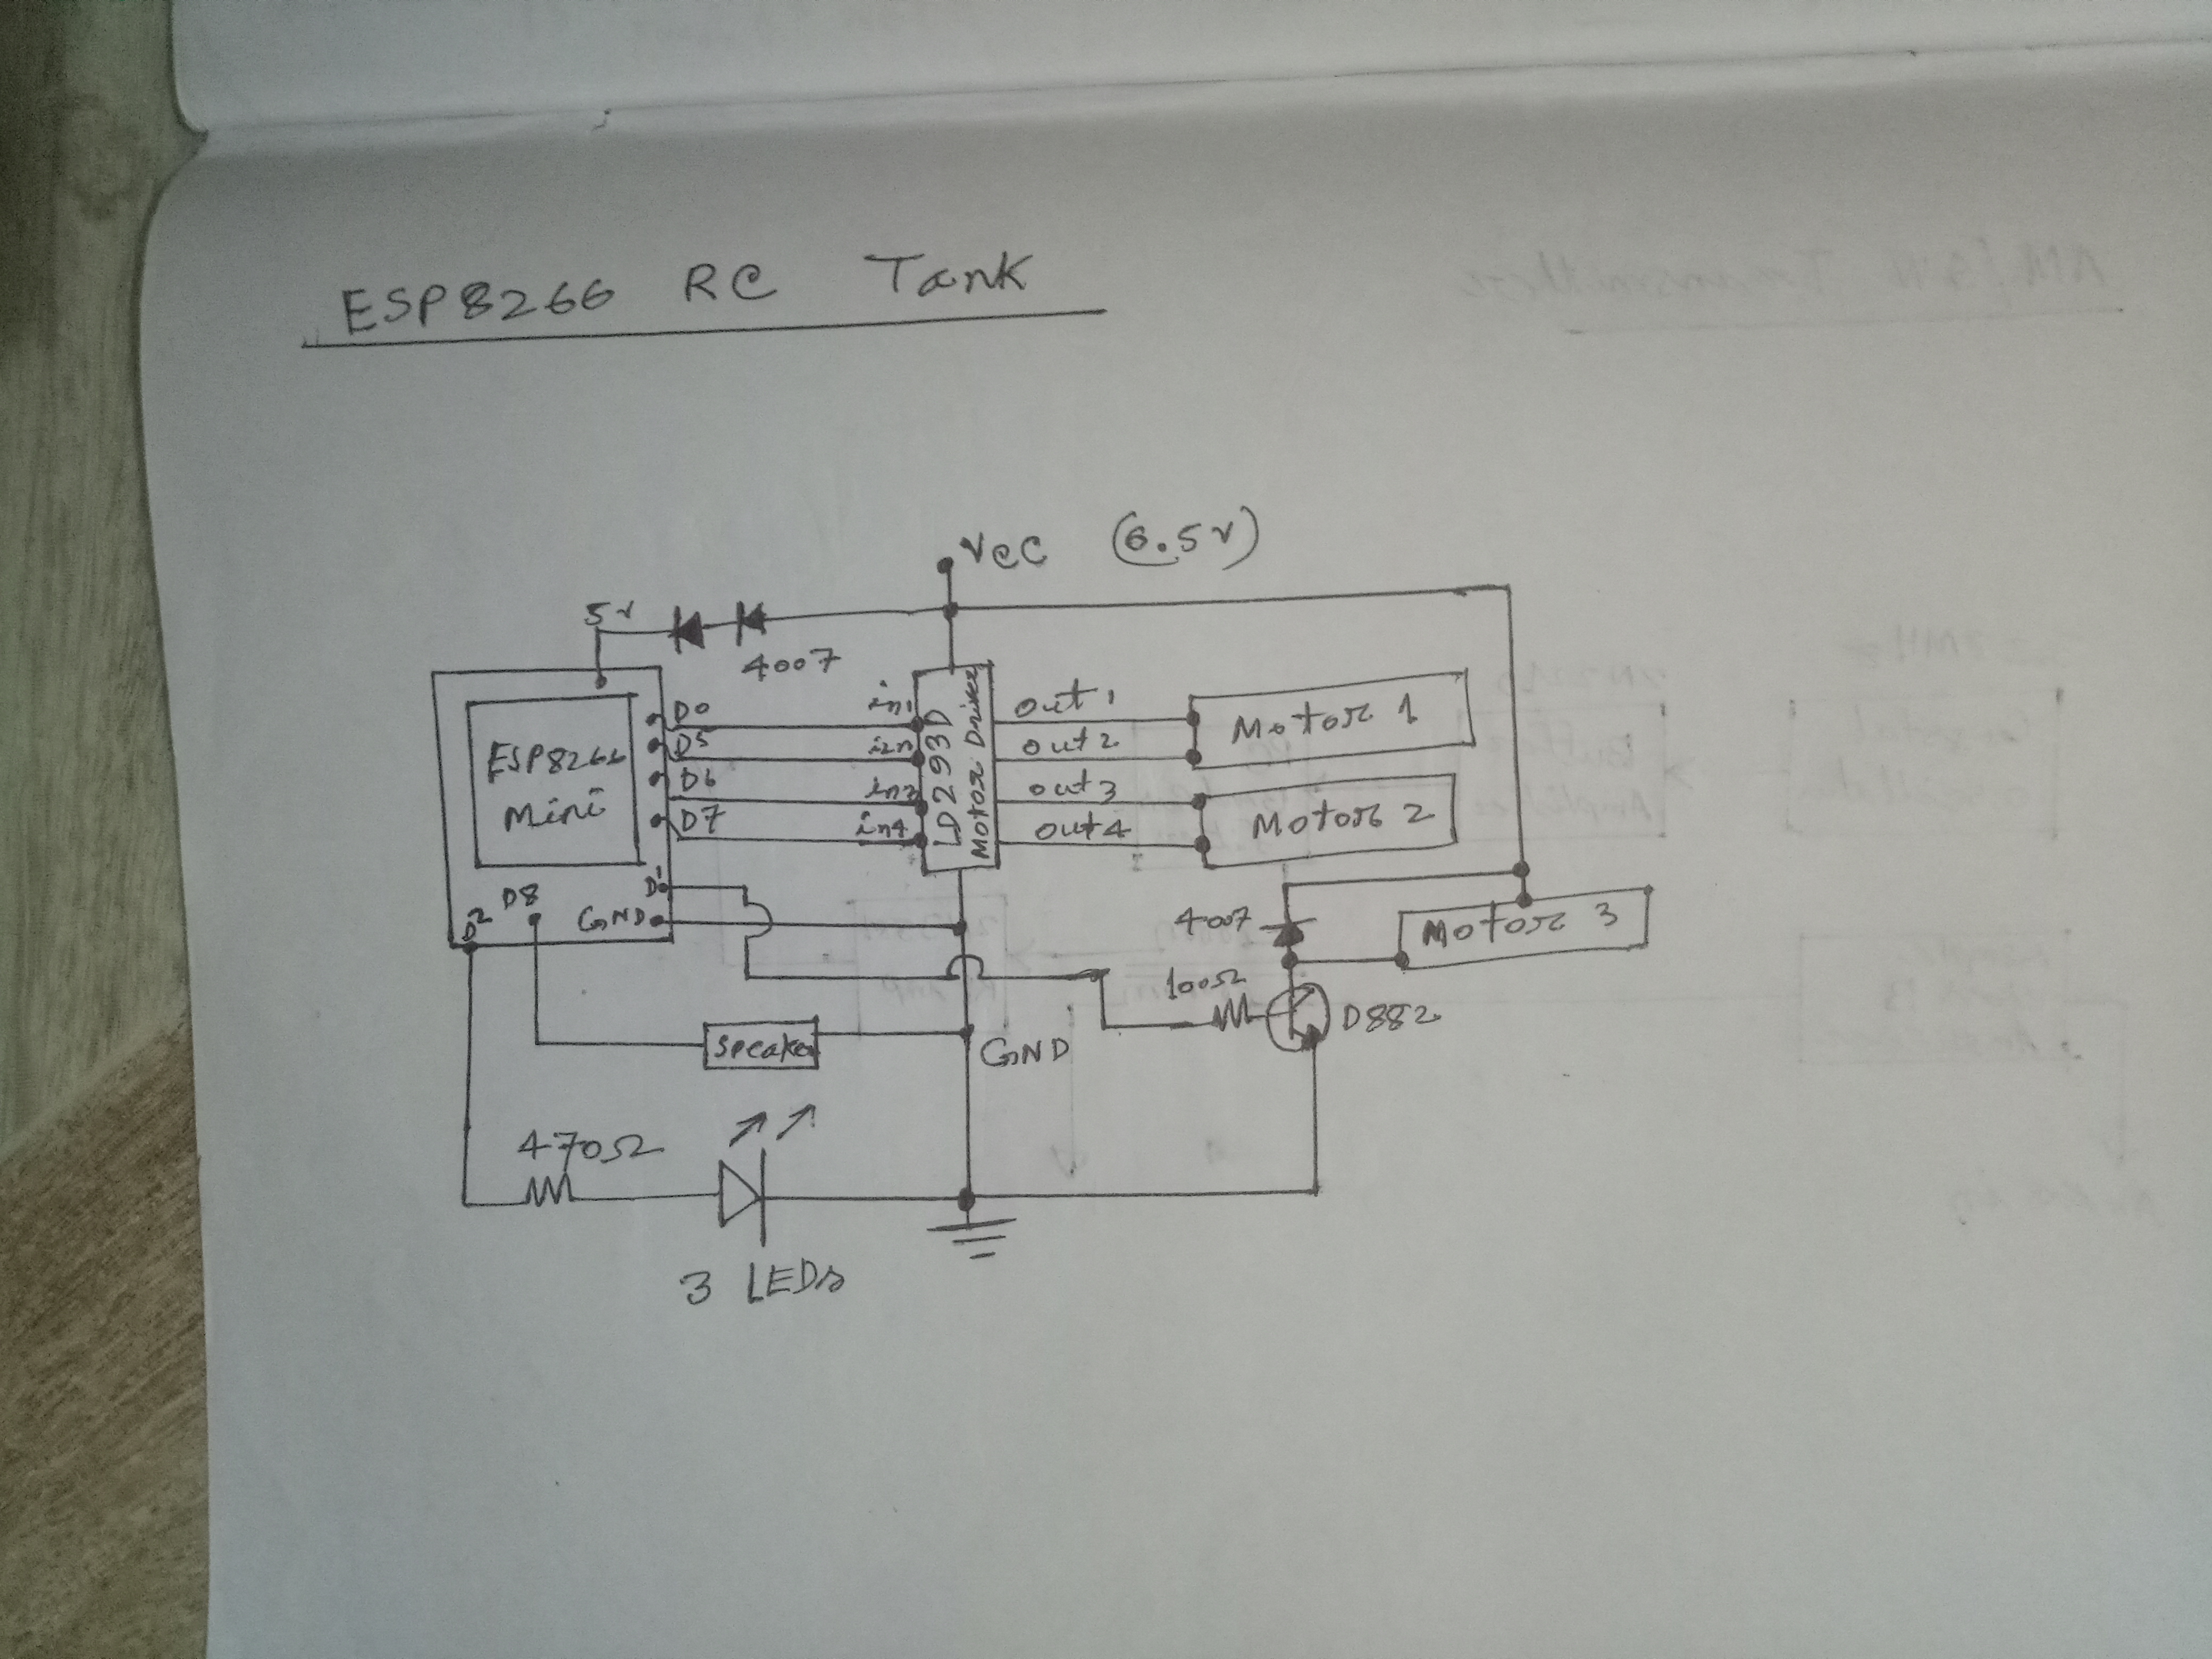 ESP8266 RC Tank
VCC (6.5V)
5V
4007
ESP8266
Mini
D0
D5
D6
D7
D1
GND
D8
D2
in1
in2
in3
in4
LD293D
Motor Driver
out1
out2
out3
out4
Motor 1
Motor 2
4007
Motor 3
100Ω
D882
Speaker
GND
470Ω
3 LEDs